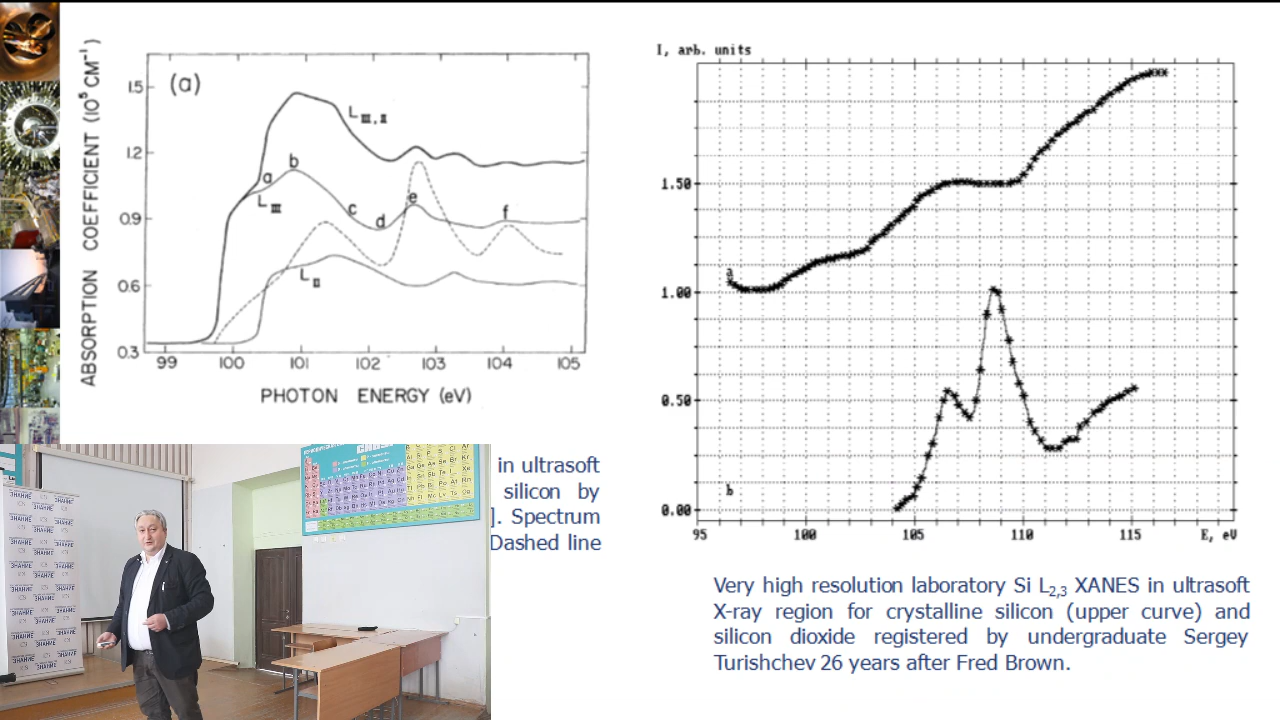 (a)
ABSORPTION COEFFICIENT (10⁵ CM⁻¹)
1.5
1.2
0.9
0.6
0.3
L III,II
a
b
L III
c
d
e
f
L II
99 100 101 102 103 104 105
PHOTON ENERGY (eV)
I, arb. units
1.50
1.00
0.50
0.00
a
b
95 100 105 110 115 E, eV
in ultrasoft
silicon by
]. Spectrum
Dashed line
Very high resolution laboratory Si L2,3 XANES in ultrasoft
X-ray region for crystalline silicon (upper curve) and
silicon dioxide registered by undergraduate Sergey
Turishchev 26 years after Fred Brown.
ЗНАНИЕ